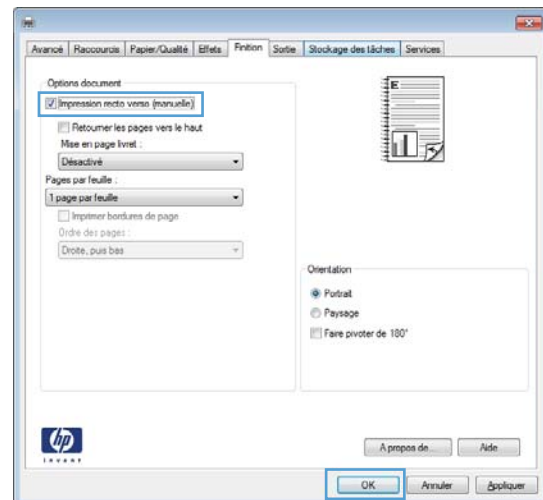 Avancé Raccourcis Papier/Qualité Effets Finition Sortie Stockage des tâches Services
Options document
Impression recto verso (manuelle)
Retourner les pages vers le haut
Mise en page livret :
Désactivé
Pages par feuille :
1 page par feuille
Imprimer bordures de page
Ordre des pages :
Droite, puis bas
E
Orientation
Portrait
Paysage
Faire pivoter de 180°
hp
invent
A propos de... Aide
OK Annuler Appliquer